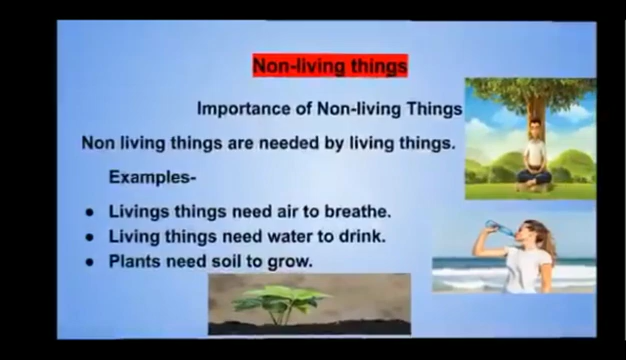 Non-living things
Importance of Non-living Things
Non living things are needed by living things.
Examples-
● Livings things need air to breathe.
● Living things need water to drink.
● Plants need soil to grow.